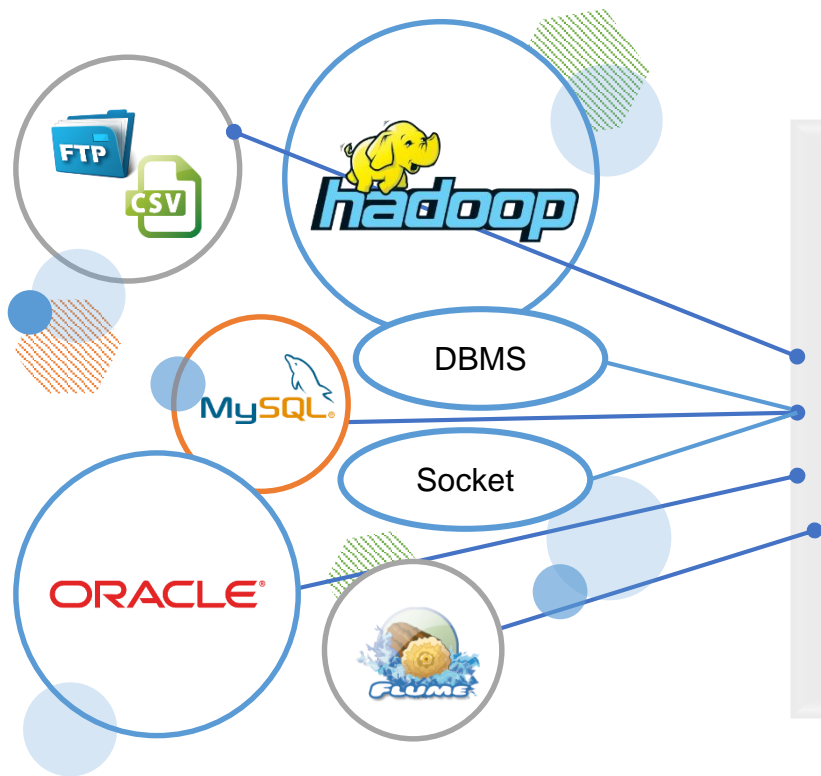 FTP
CSV
hadoop
DBMS
MySQL®
Socket
ORACLE®
FLUME